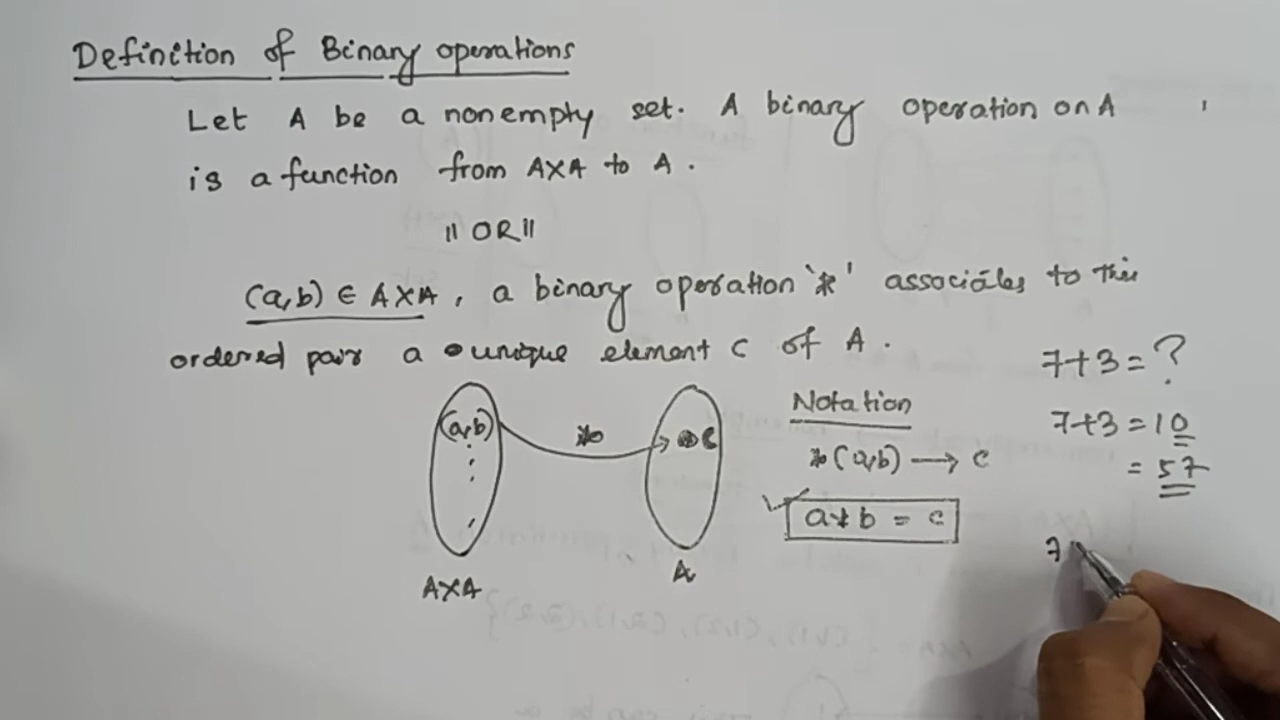 Definition of Binary operations
Let A be a nonempty set. A binary operation on A
is a function from A×A to A.
" OR "
(a,b) ∈ A×A, a binary operation '*' associates to this
ordered pair a unique element c of A.
7+3 = ?
Notation
7+3 = 10
(a,b) * c
*(a,b) → c
= 57
a * b = c
7
A×A
A